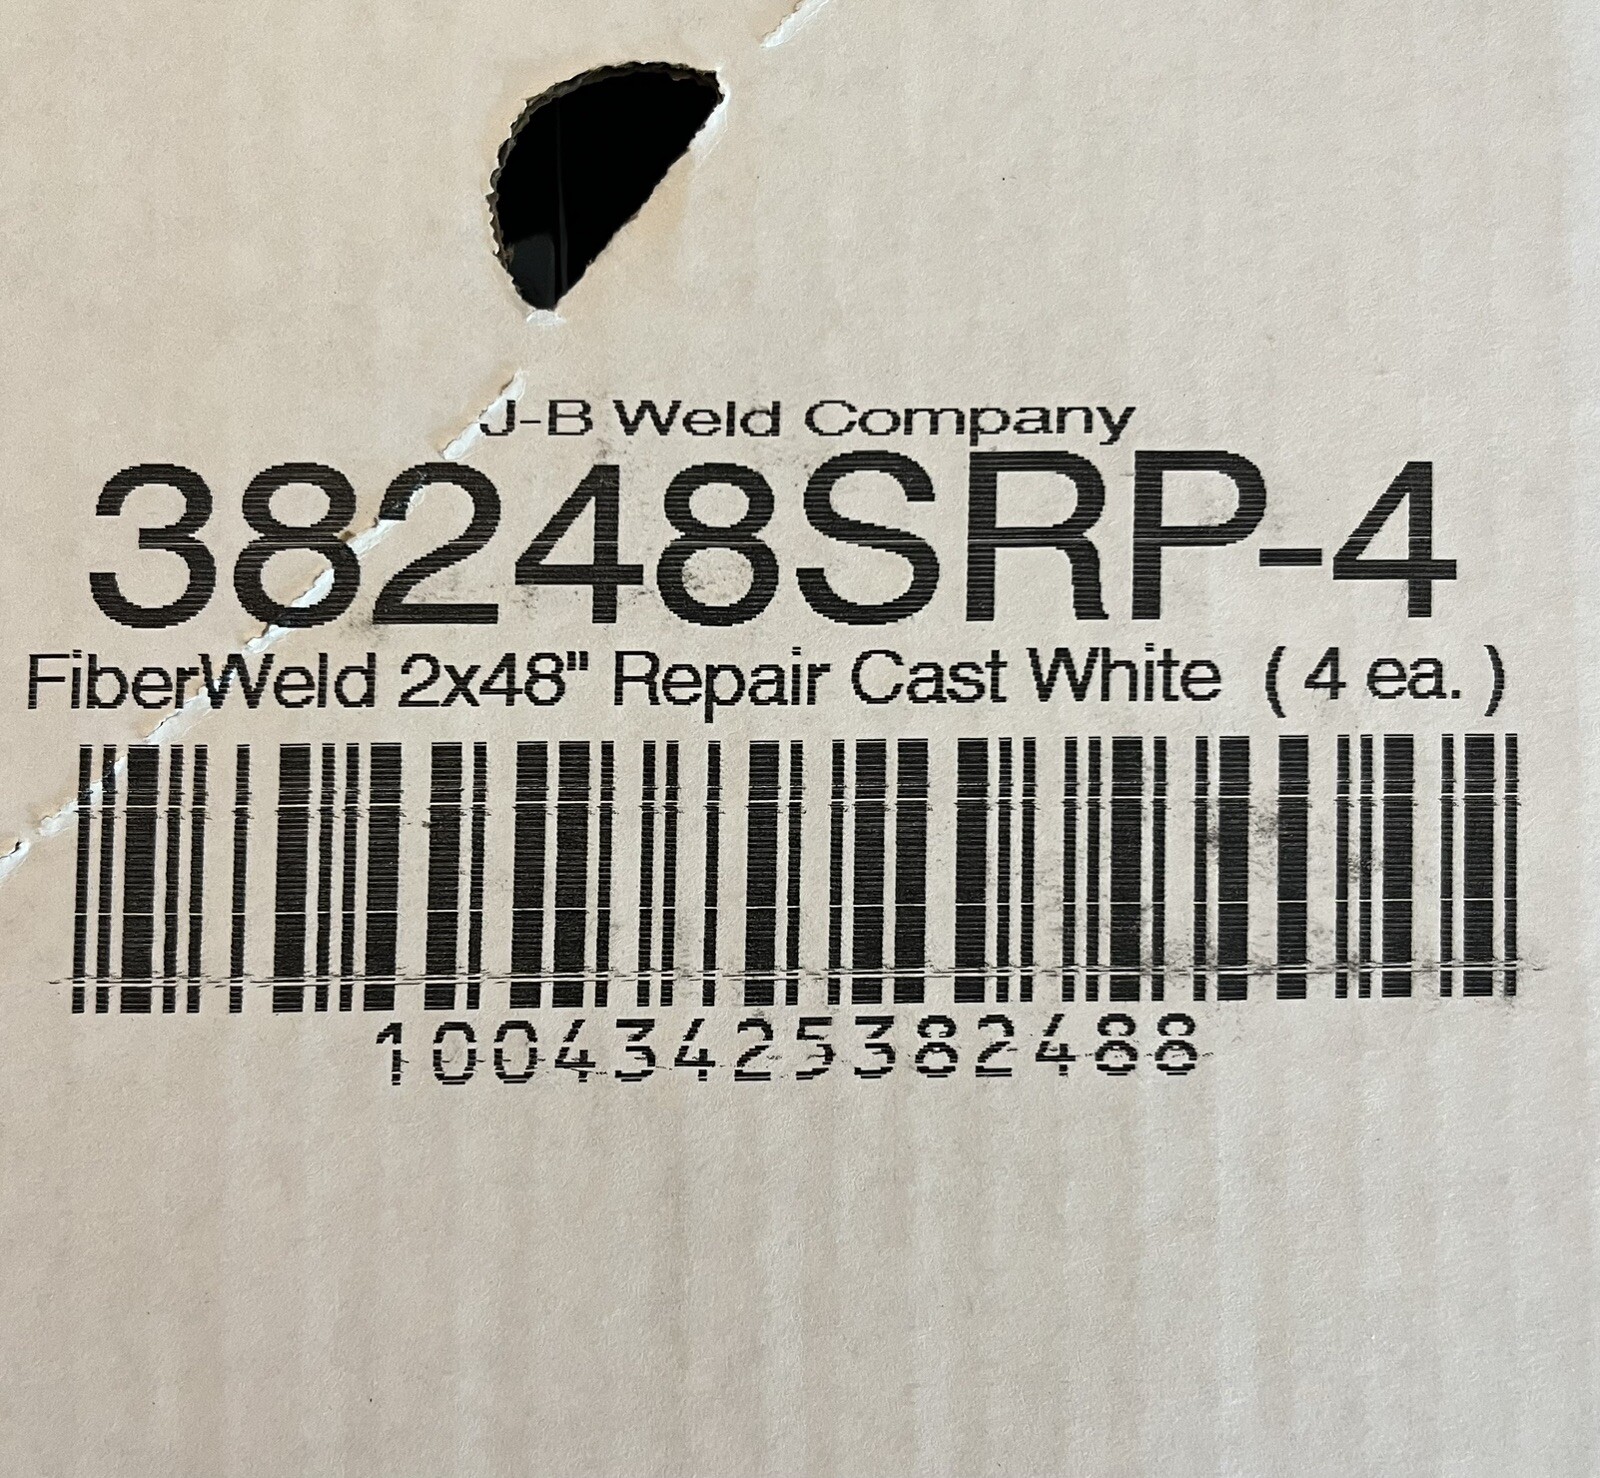 J-B Weld Company
38248SRP-4
FiberWeld 2x48" Repair Cast White ( 4 ea. )
10043425382488